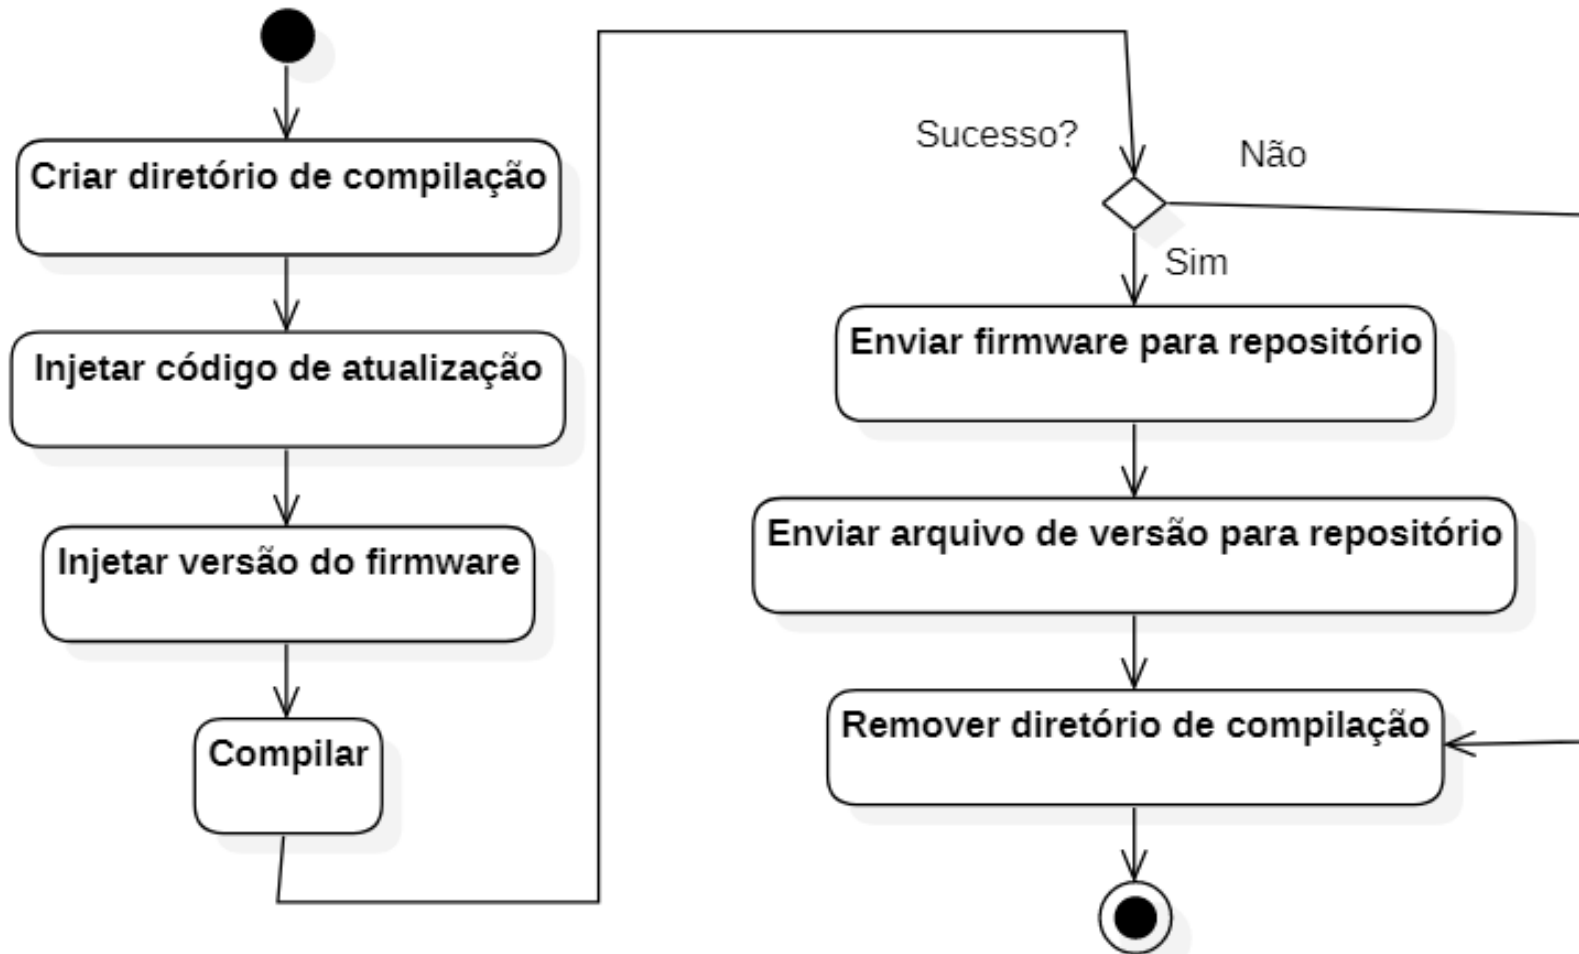 Criar diretório de compilação
Injetar código de atualização
Injetar versão do firmware
Compilar
Sucesso?
Não
Sim
Enviar firmware para repositório
Enviar arquivo de versão para repositório
Remover diretório de compilação